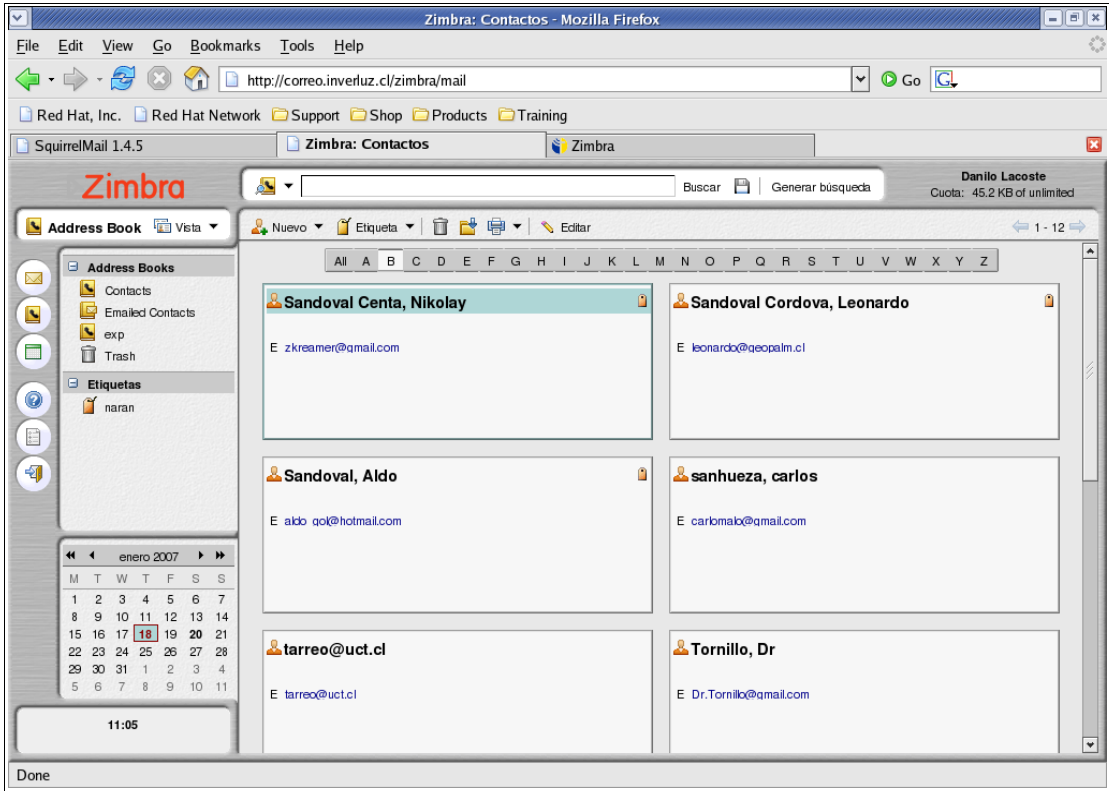 Zimbra: Contactos - Mozilla Firefox
File Edit View Go Bookmarks Tools Help
http://correo.inverluz.cl/zimbra/mail Go G
Red Hat, Inc. Red Hat Network Support Shop Products Training
SquirrelMail 1.4.5 Zimbra: Contactos Zimbra
Zimbra Buscar Generar búsqueda Danilo Lacoste
Cuota: 45.2 KB of unlimited
Address Book Vista Nuevo Etiqueta Editar 1 - 12
All A B C D E F G H I J K L M N O P Q R S T U V W X Y Z
Address Books
Contacts
Emailed Contacts
exp
Trash
Etiquetas
naran
Sandoval Centa, Nikolay
E zkreamer@gmail.com
Sandoval Cordova, Leonardo
E leonardo@geopalm.cl
Sandoval, Aldo
E aldo_gol@hotmail.com
sanhueza, carlos
E carlomalo@gmail.com
tarreo@uct.cl
E tarreo@uct.cl
Tornillo, Dr
E Dr.Tornillo@gmail.com
enero 2007
M T W T F S S
1 2 3 4 5 6 7
8 9 10 11 12 13 14
15 16 17 18 19 20 21
22 23 24 25 26 27 28
29 30 31 1 2 3 4
5 6 7 8 9 10 11
11:05
Done